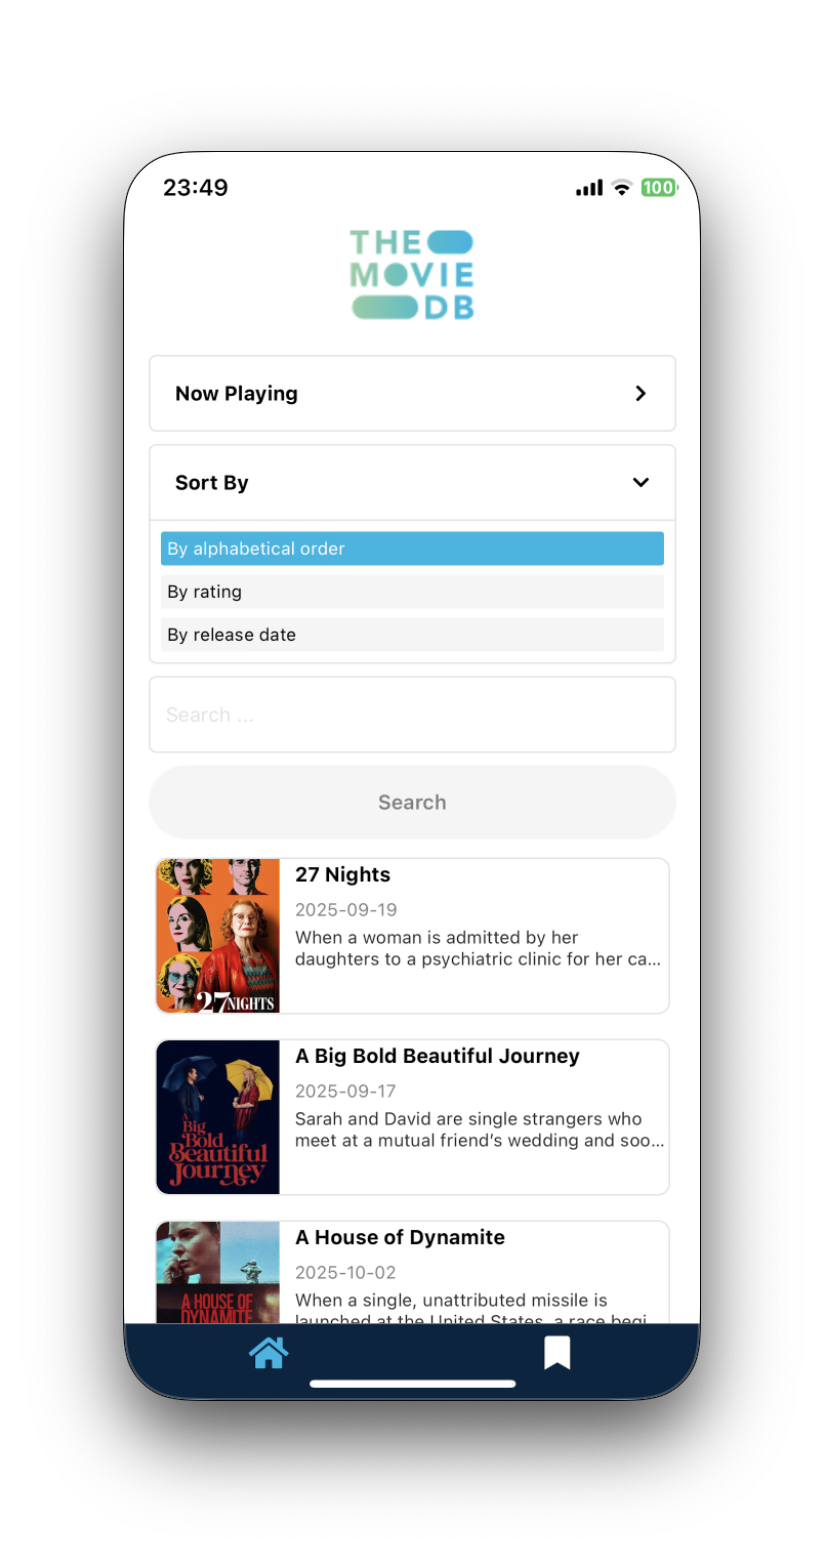 23:49
100
THE
MOVIE
DB
Now Playing
Sort By
By alphabetical order
By rating
By release date
Search ...
Search
27 Nights
2025-09-19
When a woman is admitted by her
daughters to a psychiatric clinic for her ca...
27 NIGHTS
A Big Bold Beautiful Journey
2025-09-17
Sarah and David are single strangers who
meet at a mutual friend's wedding and soo...
A
Big
Bold
Beautiful
Journey
A House of Dynamite
2025-10-02
When a single, unattributed missile is
launched at the United States, a race begi...
A HOUSE OF
DYNAMITE